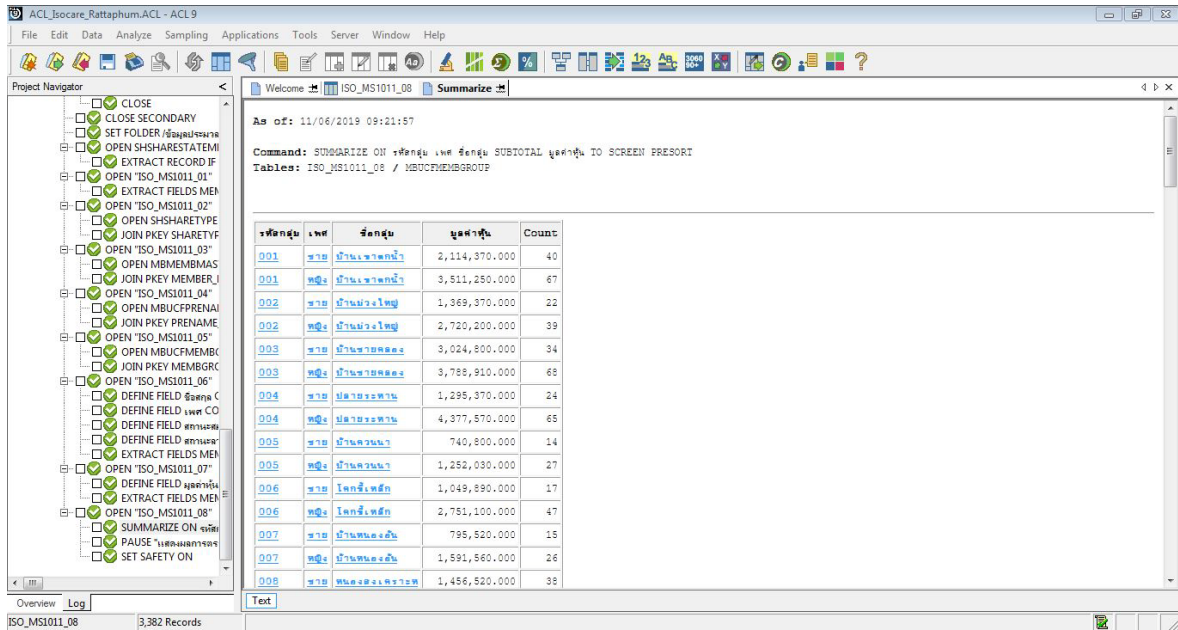 ACL_Isocare_Rattaphum.ACL - ACL 9
File Edit Data Analyze Sampling Applications Tools Server Window Help
Project Navigator <
Welcome ISO_MS1011_08 Summarize
CLOSE
CLOSE SECONDARY
SET FOLDER /ข้อมูลประมวล
OPEN SHSHARESTATEMI
EXTRACT RECORD IF
OPEN "ISO_MS1011_01"
EXTRACT FIELDS MEM
OPEN "ISO_MS1011_02"
OPEN SHSHARETYPE
JOIN PKEY SHARETYP
OPEN "ISO_MS1011_03"
OPEN MBMEMBMAS
JOIN PKEY MEMBER_I
OPEN "ISO_MS1011_04"
OPEN MBUCFPRENAI
JOIN PKEY PRENAME_
OPEN "ISO_MS1011_05"
OPEN MBUCFMEMB
JOIN PKEY MEMBGRC
OPEN "ISO_MS1011_06"
DEFINE FIELD ชื่อสกุล C
DEFINE FIELD เพศ CO
DEFINE FIELD
DEFINE FIELD
EXTRACT FIELDS MEM
OPEN "ISO_MS1011_07"
DEFINE FIELD มูลค่าหุ้น
EXTRACT FIELDS MEM
OPEN "ISO_MS1011_08"
SUMMARIZE ON รหัส
PAUSE "แสดงผลการตร
SET SAFETY ON
Overview Log
As of: 11/06/2019 09:21:57
Command: SUMMARIZE ON รหัสกลุ่ม เพศ ชื่อกลุ่ม SUBTOTAL มูลค่าหุ้น TO SCREEN PRESORT
Tables: ISO_MS1011_08 / MBUCFMEMBGROUP
รหัสกลุ่ม เพศ ชื่อกลุ่ม มูลค่าหุ้น Count
001 ชาย บ้านเขาตกน้ำ 2,114,370.000 40
001 หญิง บ้านเขาตกน้ำ 3,511,250.000 67
002 ชาย บ้านม่วงใหญ่ 1,369,370.000 22
002 หญิง บ้านม่วงใหญ่ 2,720,200.000 39
003 ชาย บ้านชายคลอง 3,024,800.000 34
003 หญิง บ้านชายคลอง 3,788,910.000 68
004 ชาย ปลายระหาน 1,295,370.000 24
004 หญิง ปลายระหาน 4,377,570.000 65
005 ชาย บ้านควนนา 740,800.000 14
005 หญิง บ้านควนนา 1,252,030.000 27
006 ชาย โคกขี้เหล็ก 1,049,890.000 17
006 หญิง โคกขี้เหล็ก 2,751,100.000 47
007 ชาย บ้านหนองอ้น 795,520.000 15
007 หญิง บ้านหนองอ้น 1,591,560.000 26
008 ชาย หนองสงเคราะห 1,456,520.000 38
Text
ISO_MS1011_08 3,382 Records